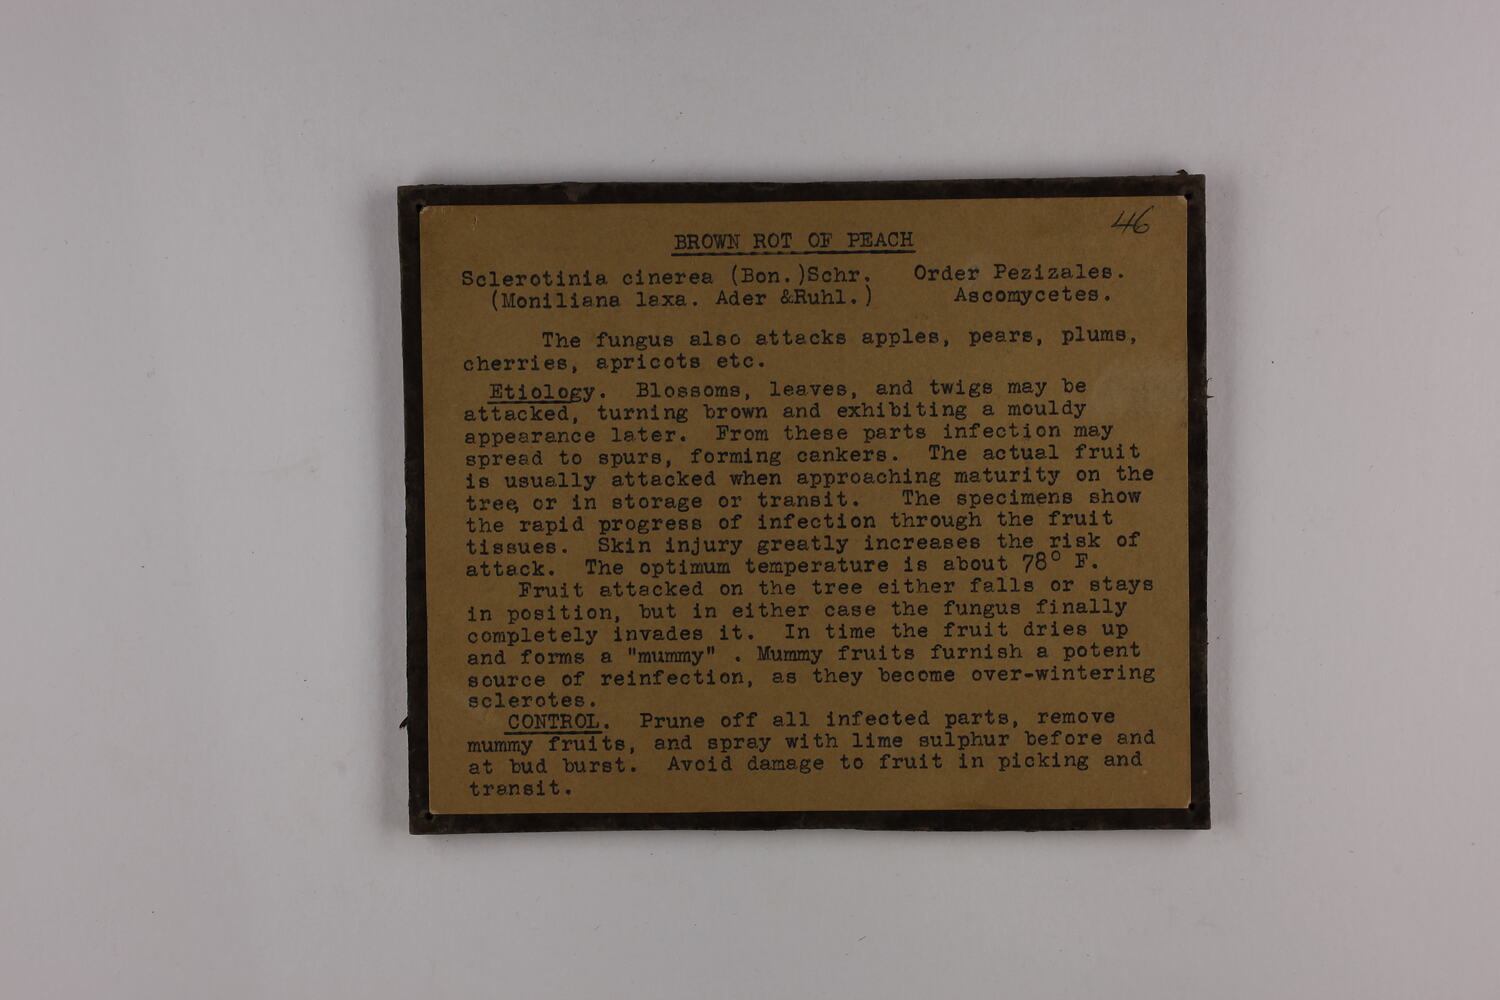 46
BROWN ROT OF PEACH
Sclerotinia cinerea (Bon.)Schr. Order Pezizales.
(Moniliana laxa. Ader &Ruhl.) Ascomycetes.
The fungus also attacks apples, pears, plums,
cherries, apricots etc.
Etiology. Blossoms, leaves, and twigs may be
attacked, turning brown and exhibiting a mouldy
appearance later. From these parts infection may
spread to spurs, forming cankers. The actual fruit
is usually attacked when approaching maturity on the
tree, or in storage or transit. The specimens show
the rapid progress of infection through the fruit
tissues. Skin injury greatly increases the risk of
attack. The optimum temperature is about 78° F.
Fruit attacked on the tree either falls or stays
in position, but in either case the fungus finally
completely invades it. In time the fruit dries up
and forms a "mummy" . Mummy fruits furnish a potent
source of reinfection, as they become over-wintering
sclerotes.
CONTROL. Prune off all infected parts, remove
mummy fruits, and spray with lime sulphur before and
at bud burst. Avoid damage to fruit in picking and
transit.